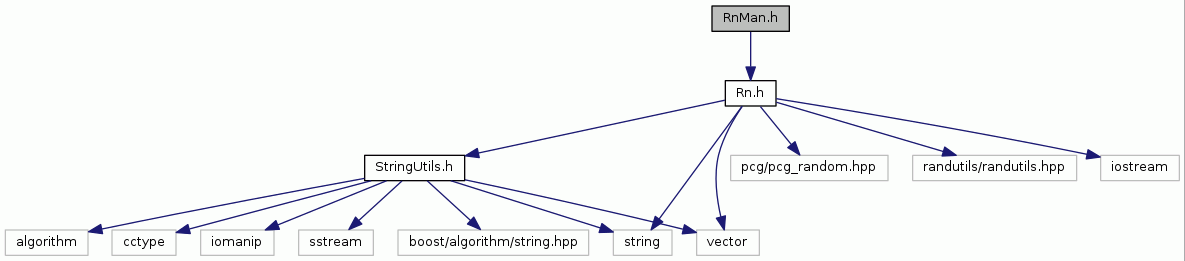 RnMan.h
Rn.h
StringUtils.h
pcg/pcg_random.hpp
randutils/randutils.hpp
iostream
algorithm
cctype
iomanip
sstream
boost/algorithm/string.hpp
string
vector